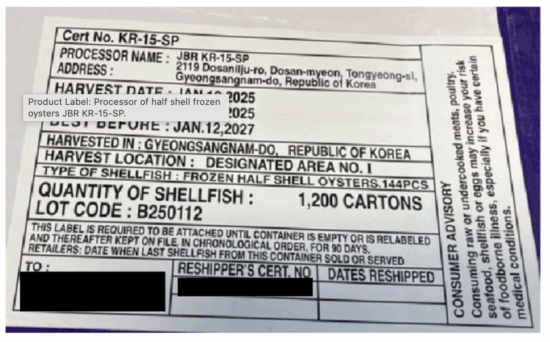 Cert No. KR-15-SP
PROCESSOR NAME : JBR KR-15-SP
ADDRESS : 2119 Dosanilju-ro, Dosan-myeon, Tongyeong-si,
Gyeongsangnam-do, Republic of Korea
HARVEST DATE : 2025
Product Label: Processor of half shell frozen
oysters JBR KR-15-SP.
2025
BEFORE : JAN.12,2027
HARVESTED IN : GYEONGSANGNAM-DO, REPUBLIC OF KOREA
HARVEST LOCATION : DESIGNATED AREA NO. I
TYPE OF SHELLFISH : FROZEN HALF SHELL OYSTERS.144PCS
QUANTITY OF SHELLFISH : 1,200 CARTONS
LOT CODE : B250112
THIS LABEL IS REQUIRED TO BE ATTACHED UNTIL CONTAINER IS EMPTY OR IS RELABELED
AND THEREAFTER KEPT ON FILE, IN CHRONOLOGICAL ORDER, FOR 90 DAYS.
RETAILERS: DATE WHEN LAST SHELLFISH FROM THIS CONTAINER SOLD OR SERVED
TO :
RESHIPPER'S CERT. NO
DATES RESHIPPED
CONSUMER ADVISORY
Consuming raw or undercooked meats, poultry,
seafood, shellfish or eggs may increase your risk
of foodborne illness, especially if you have certain
medical conditions.